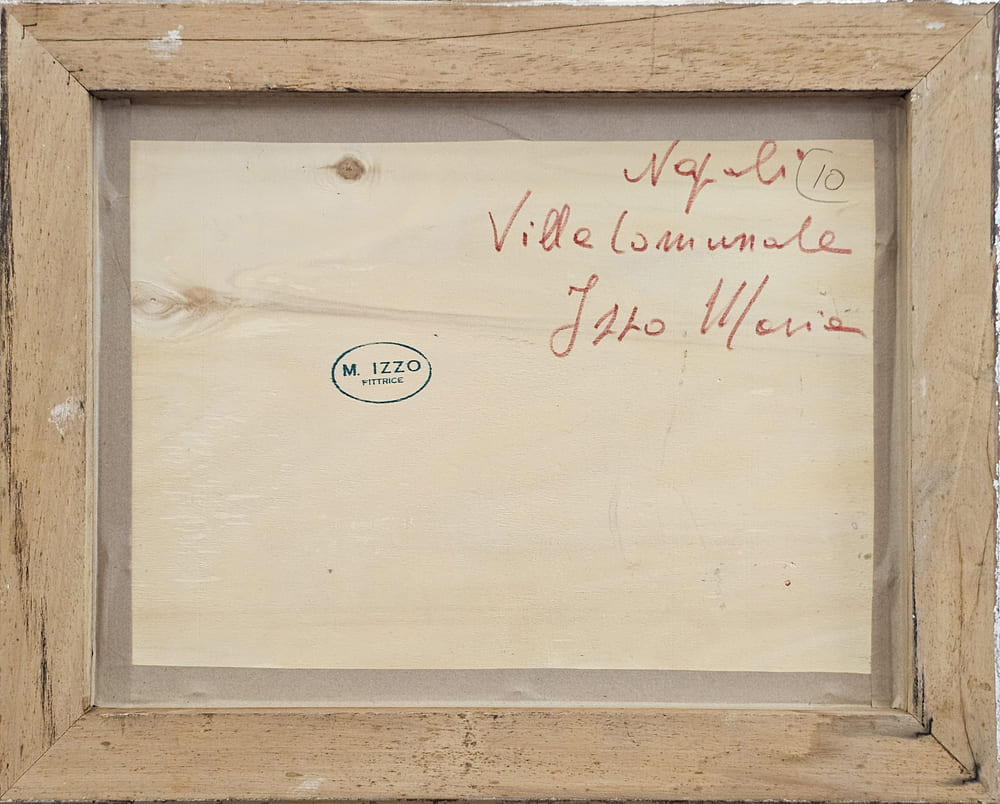 Napoli 10
Villa Comunale
Izzo Maria
M. IZZO
PITTRICE